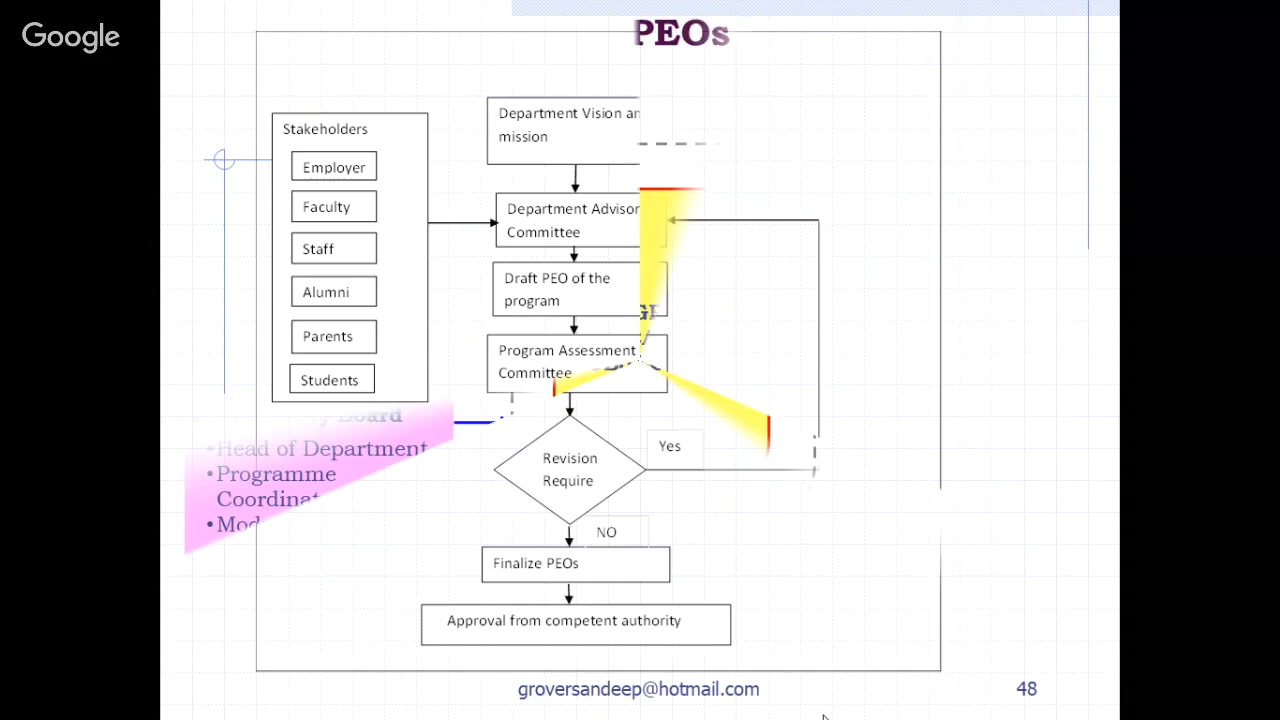 Google
PEOs
Department Vision an
mission
Stakeholders
Employer
Faculty
Staff
Alumni
Parents
Students
Department Advisor
Committee
Draft PEO of the
program
Program Assessment
Committee
Board
•Head of Department
•Programme
Coordinat
•Mod
Revision
Require
Yes
NO
Finalize PEOs
Approval from competent authority
groversandeep@hotmail.com
48